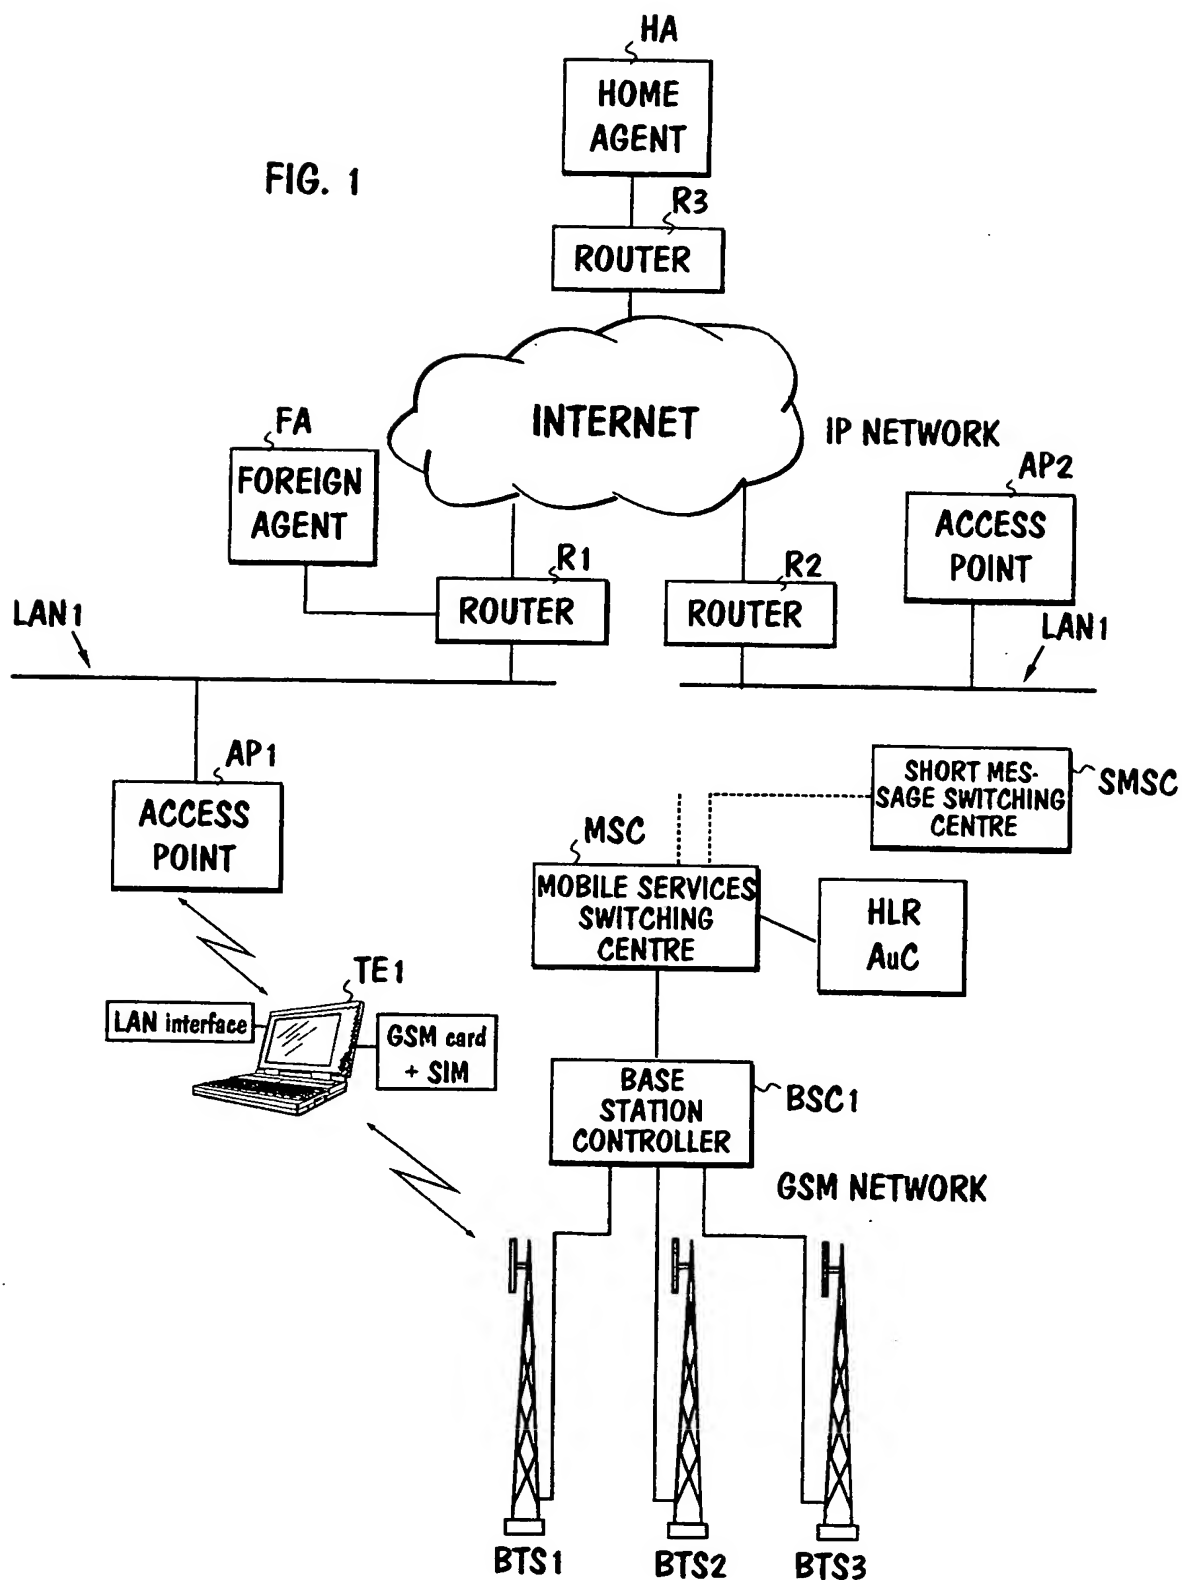 HA
HOME
AGENT
FIG. 1
R3
ROUTER
INTERNET
IP NETWORK
FA
FOREIGN
AGENT
AP2
ACCESS
POINT
R1
ROUTER
R2
ROUTER
LAN1
LAN1
AP1
ACCESS
POINT
SHORT MES-
SAGE SWITCHING
CENTRE
SMSC
MSC
MOBILE SERVICES
SWITCHING
CENTRE
HLR
AuC
TE1
LAN interface
GSM card
+ SIM
BASE
STATION
CONTROLLER
BSC1
GSM NETWORK
BTS1
BTS2
BTS3